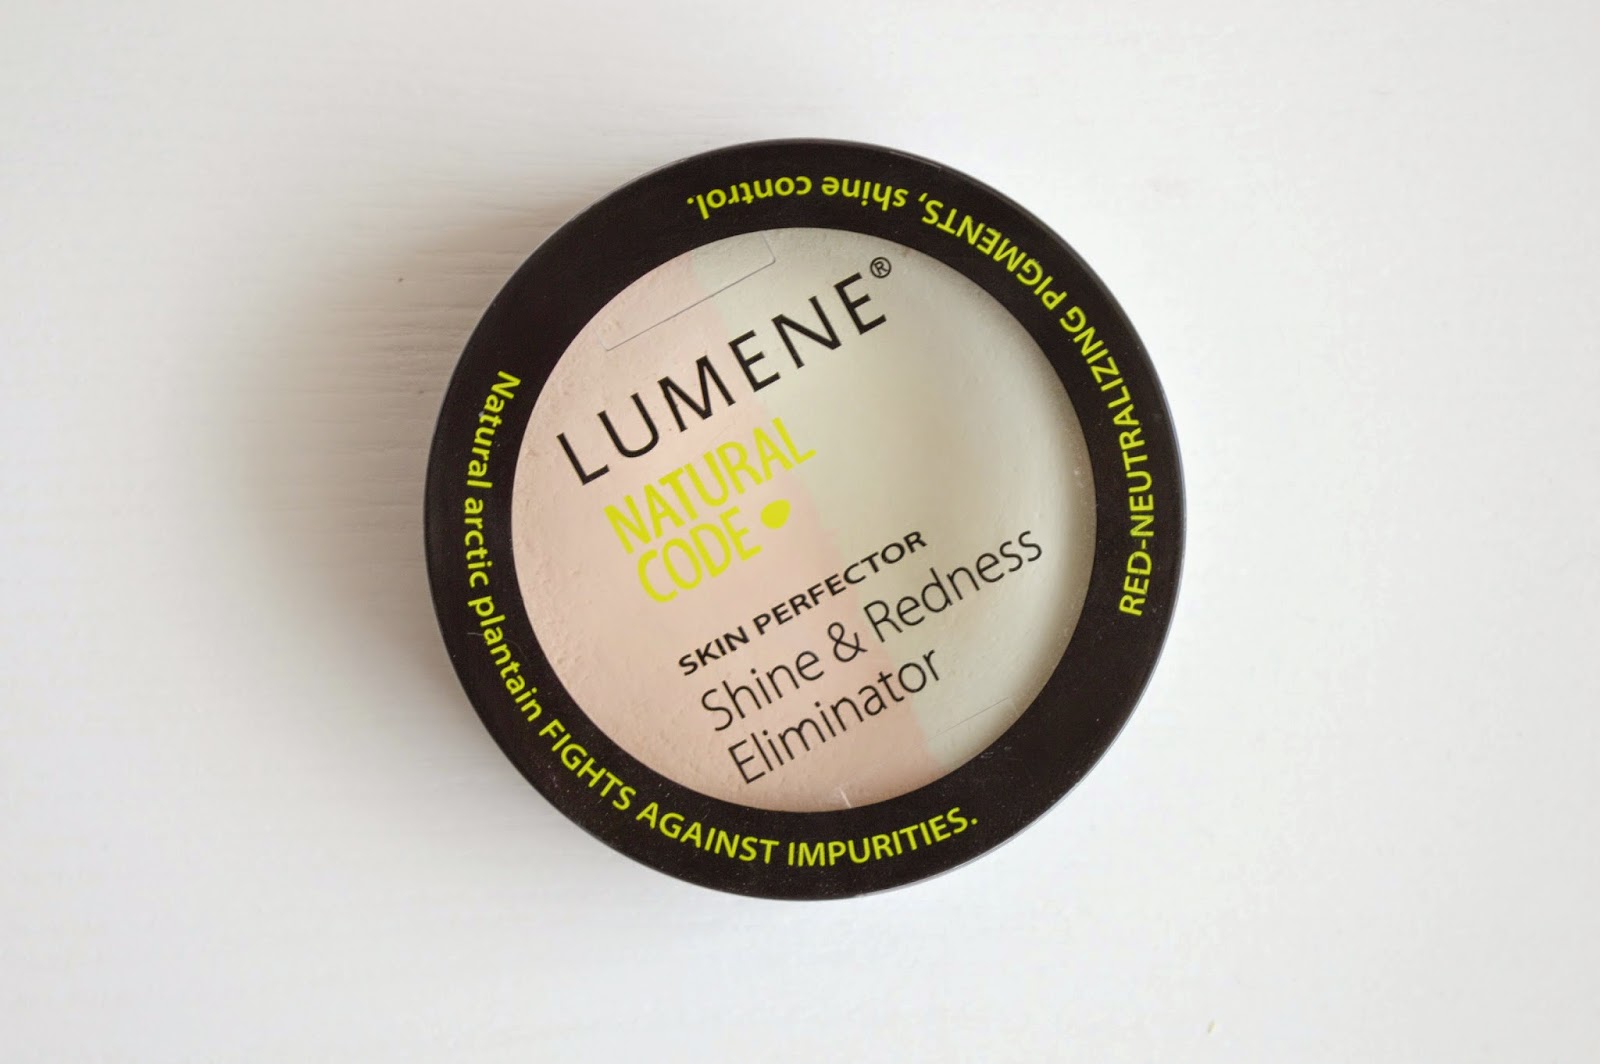 LUMENE®
NATURAL
CODE
SKIN PERFECTOR
Shine & Redness
Eliminator
Natural arctic plantain FIGHTS AGAINST IMPURITIES.
RED-NEUTRALIZING PIGMENTS, shine control.